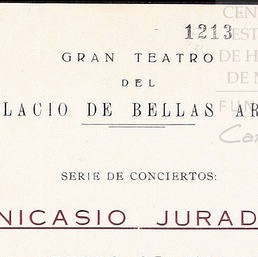 1213
GRAN TEATRO
DEL
LACIO DE BELLAS AR
SERIE DE CONCIERTOS:
NICASIO JURAD